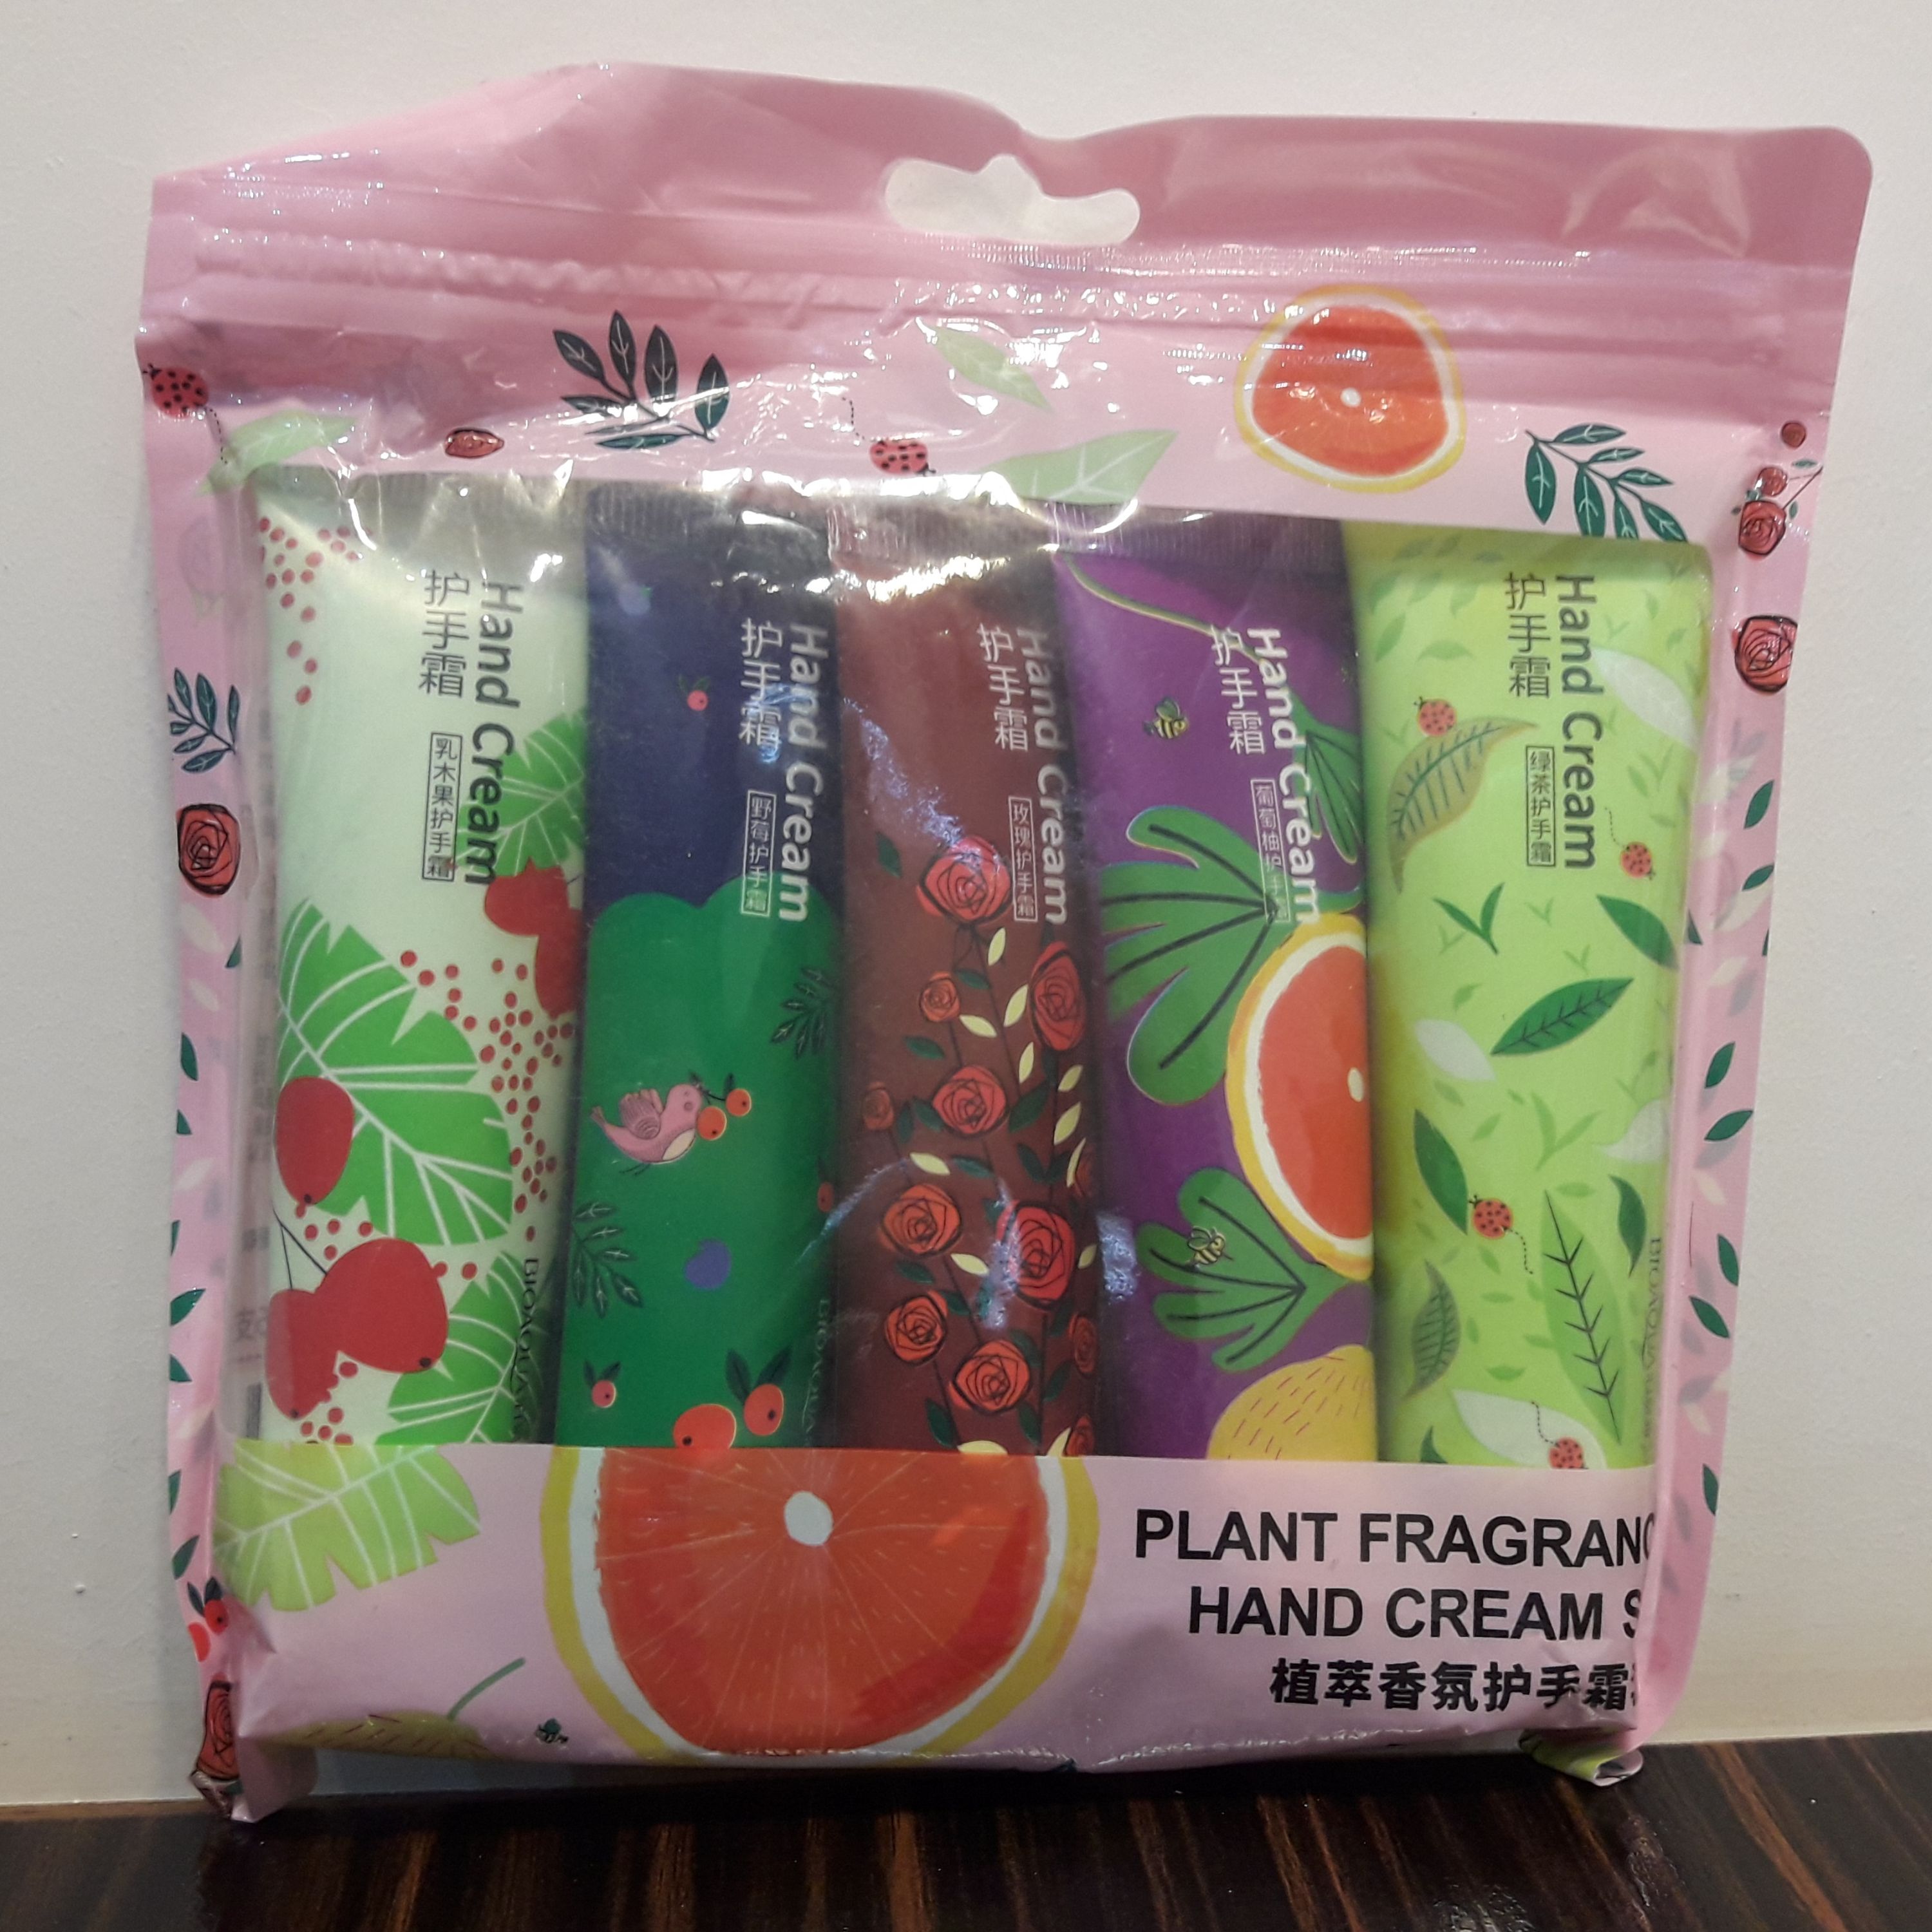 Hand Cream
护手霜
乳木果护手霜
BIOAQUA
Hand Cream
护手霜
野莓护手霜
BIOAQUA
Hand Cream
护手霜
玫瑰护手霜
Hand Cream
护手霜
葡萄柚护手霜
Hand Cream
护手霜
绿茶护手霜
BIOAQUA
PLANT FRAGRANC
HAND CREAM S
植萃香氛护手霜